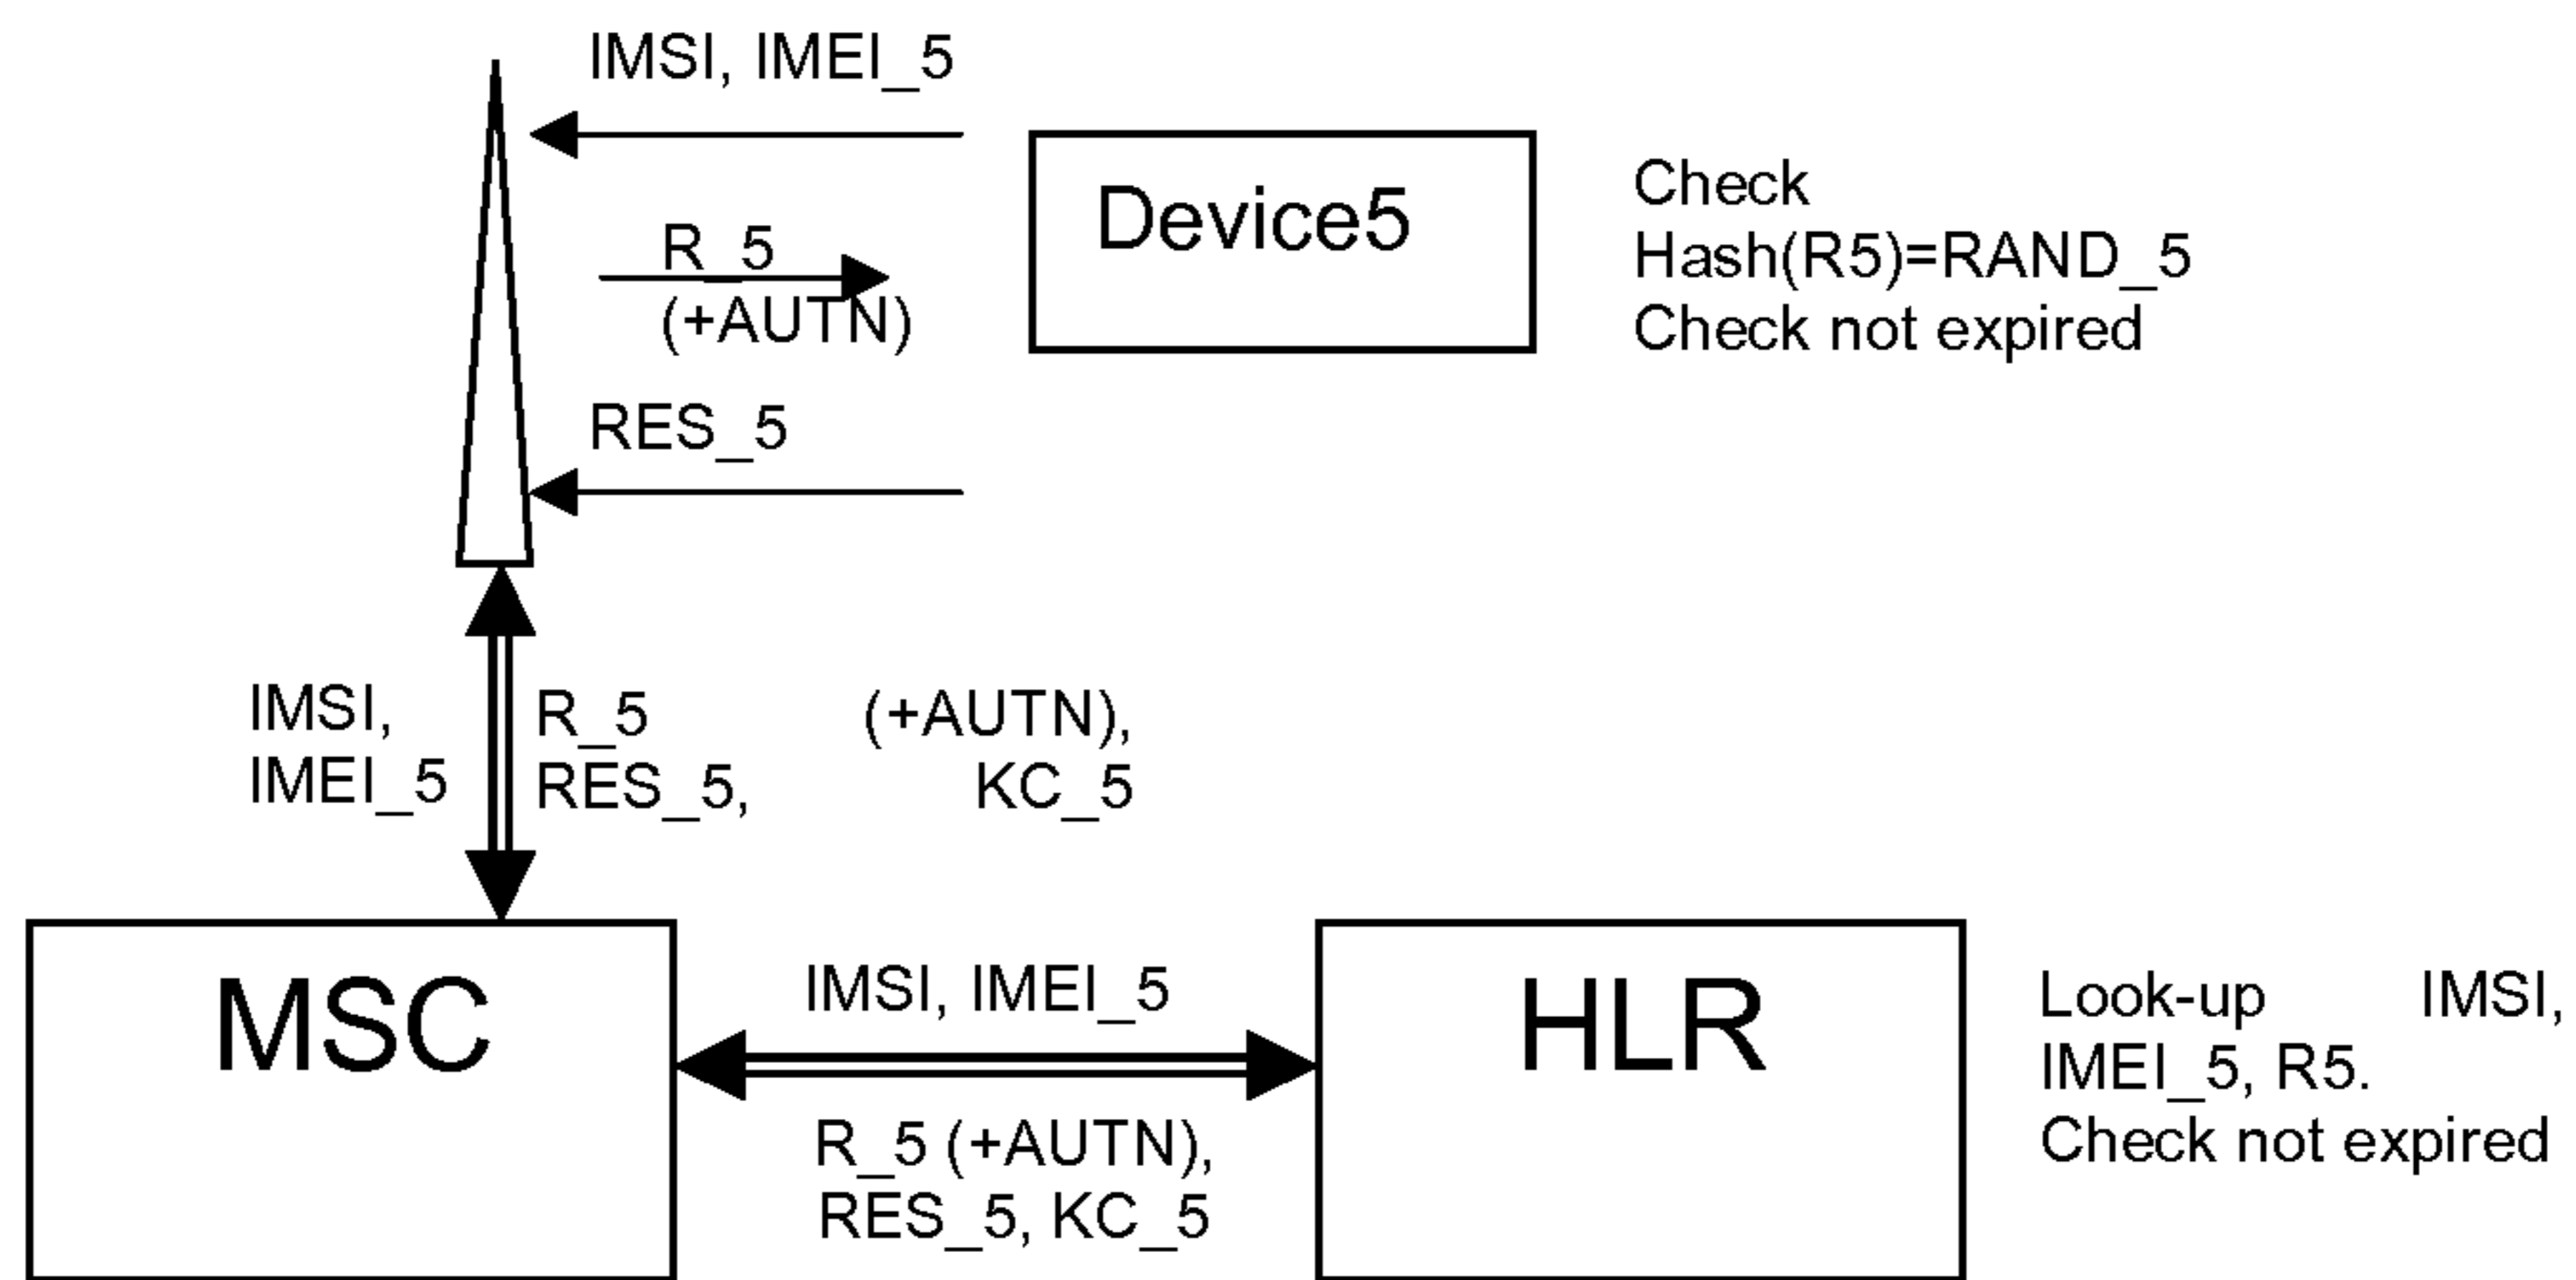 IMSI, IMEI_5
Device5
Check
Hash(R5)=RAND_5
Check not expired
R_5
(+AUTN)
RES_5
IMSI,
IMEI_5
R_5 (+AUTN),
RES_5, KC_5
MSC
IMSI, IMEI_5
R_5 (+AUTN),
RES_5, KC_5
HLR
Look-up IMSI,
IMEI_5, R5.
Check not expired